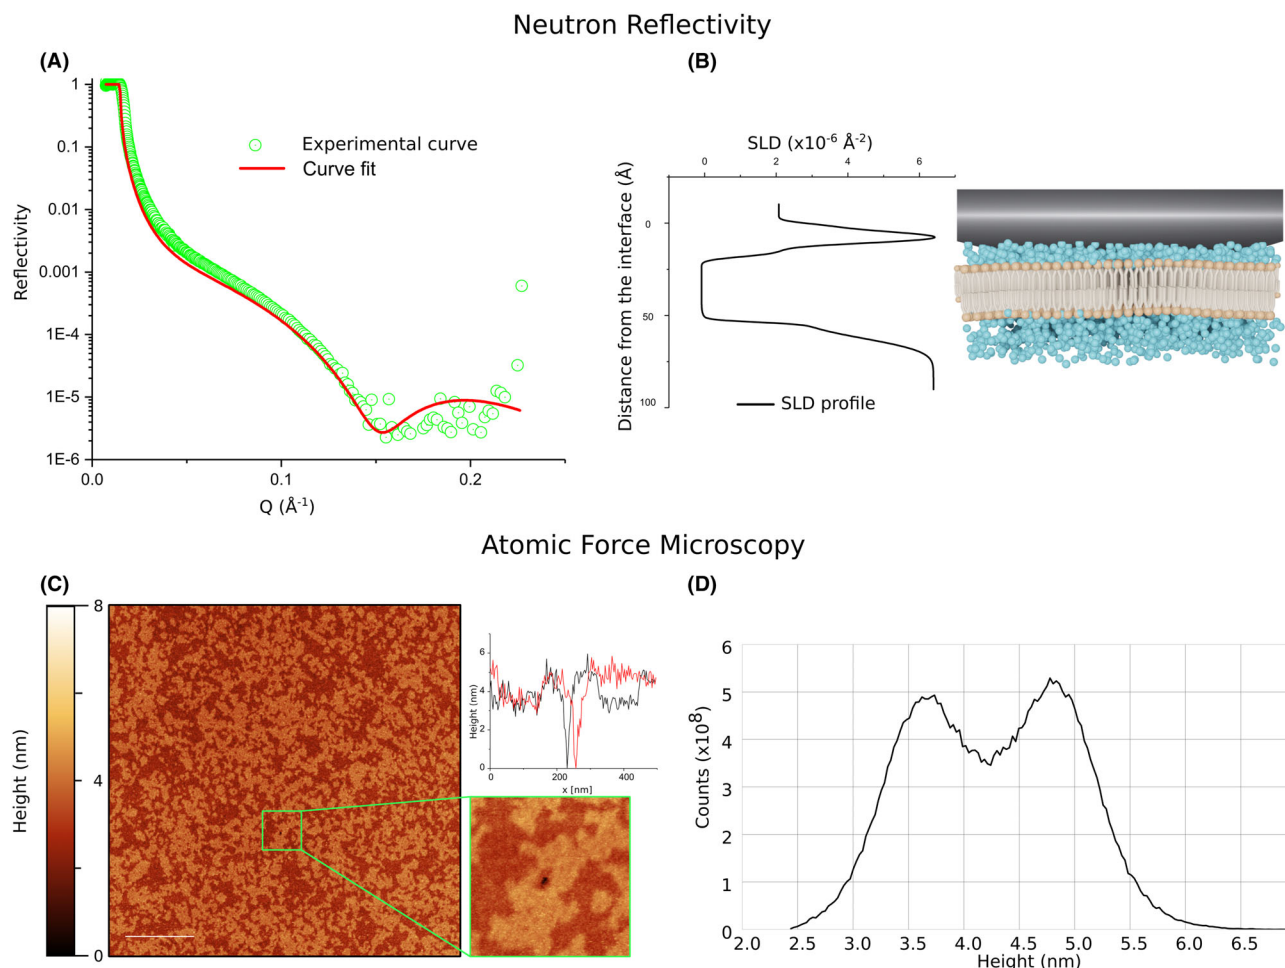 Neutron Reflectivity
(A)
1
0.1
0.01
0.001
1E-4
1E-5
1E-6
Reflectivity
Experimental curve
Curve fit
0.0
0.1
0.2
Q (Å-1)
(B)
SLD (x10-6 Å-2)
0
2
4
6
Distance from the interface (Å)
0
50
100
SLD profile
Atomic Force Microscopy
(C)
Height (nm)
8
4
0
Height (nm)
6
4
2
0
0
200
400
x [nm]
(D)
Counts (x108)
6
5
4
3
2
1
0
2.0 2.5 3.0 3.5 4.0 4.5 5.0 5.5 6.0 6.5
Height (nm)